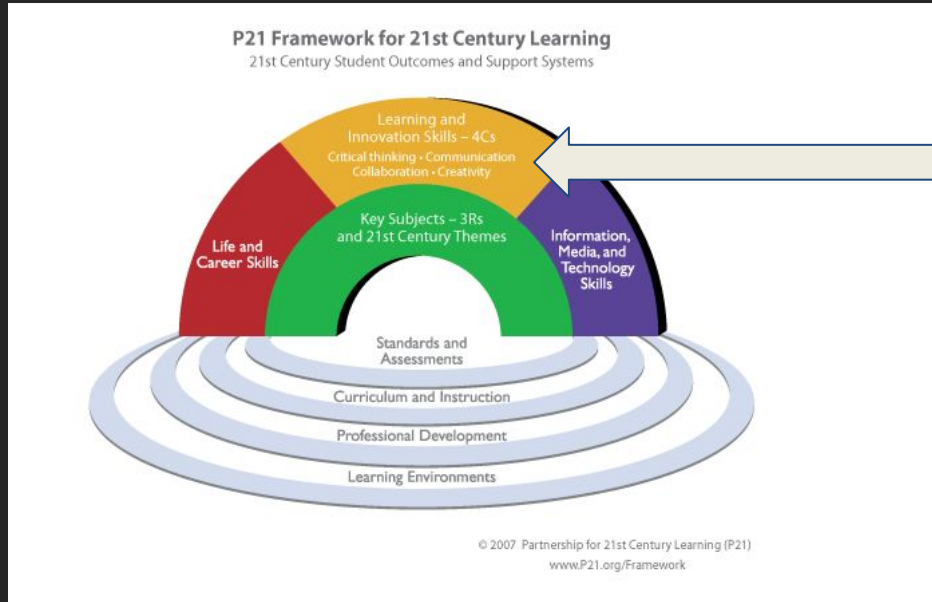 P21 Framework for 21st Century Learning
21st Century Student Outcomes and Support Systems
Learning and
Innovation Skills – 4Cs
Critical thinking • Communication
Collaboration • Creativity
Key Subjects – 3Rs
and 21st Century Themes
Life and
Career Skills
Information,
Media, and
Technology
Skills
Standards and
Assessments
Curriculum and Instruction
Professional Development
Learning Environments
© 2007 Partnership for 21st Century Learning (P21)
www.P21.org/Framework